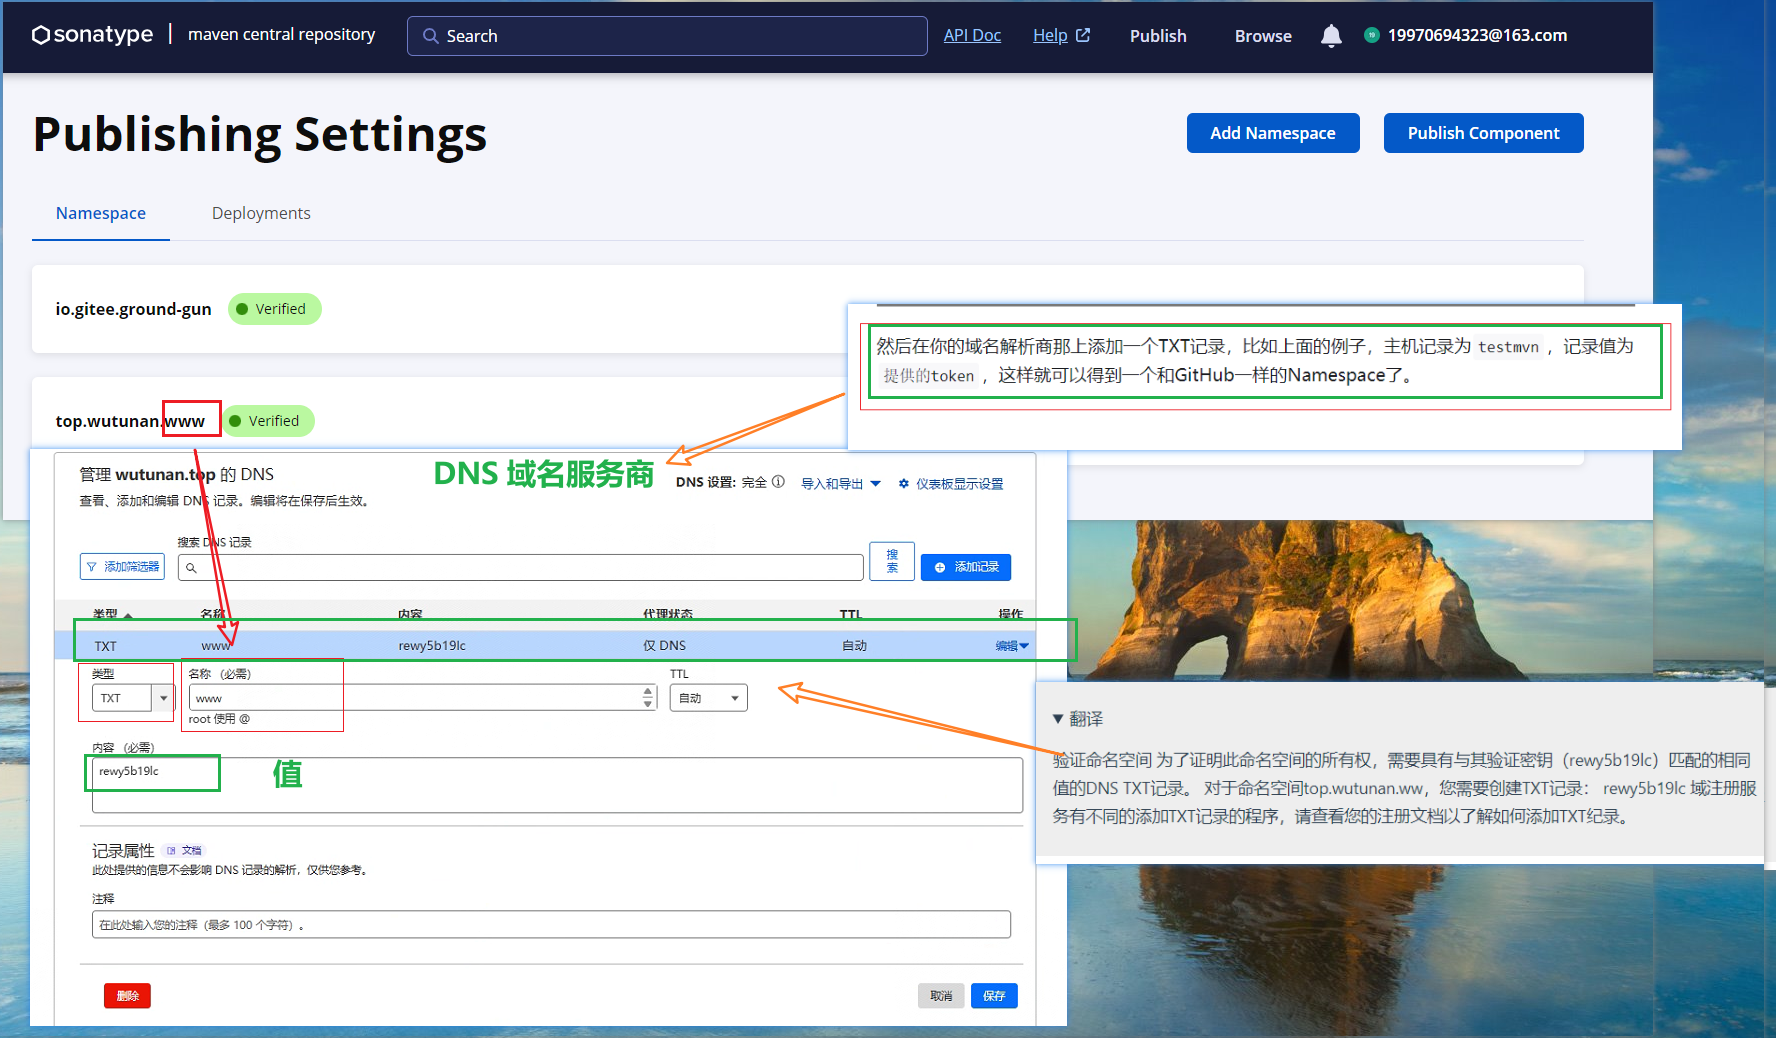 sonatype | maven central repository
Search
API Doc
Help
Publish
Browse
19 19970694323@163.com
Publishing Settings
Add Namespace
Publish Component
Namespace
Deployments
io.gitee.ground-gun
Verified
top.wutunan.www
Verified
然后在你的域名解析商那上添加一个TXT记录，比如上面的例子，主机记录为 testmvn ，记录值为
提供的token ，这样就可以得到一个和GitHub一样的Namespace了。
管理 wutunan.top 的 DNS
查看、添加和编辑 DNS 记录。编辑将在保存后生效。
DNS 域名服务商
DNS 设置: 完全
导入和导出
仪表板显示设置
搜索 DNS 记录
添加筛选器
搜
索
添加记录
类型
名称
内容
代理状态
TTL
操作
TXT
www
rewy5b19lc
仅 DNS
自动
编辑
类型
名称 （必需）
TTL
TXT
www
自动
root 使用 @
内容 （必需）
rewy5b19lc
值
▼ 翻译
验证命名空间 为了证明此命名空间的所有权，需要具有与其验证密钥（rewy5b19lc）匹配的相同
值的DNS TXT记录。 对于命名空间top.wutunan.ww，您需要创建TXT记录： rewy5b19lc 域注册服
务有不同的添加TXT记录的程序，请查看您的注册文档以了解如何添加TXT纪录。
记录属性
文档
此处提供的信息不会影响 DNS 记录的解析，仅供您参考。
注释
在此处输入您的注释（最多 100 个字符）。
删除
取消
保存